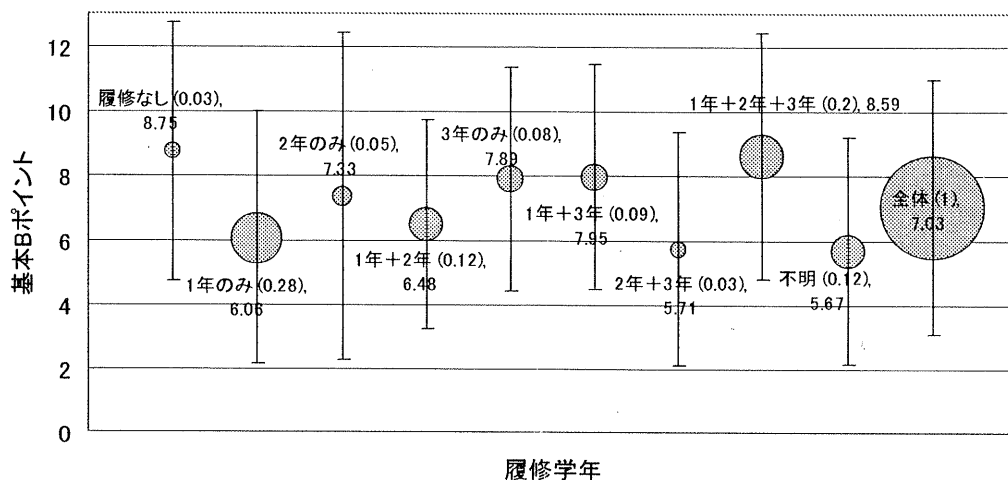 12
10
8
6
4
2
0
基本Bポイント
履修学年
履修なし(0.03),
8.75
1年のみ(0.28),
6.06
2年のみ(0.05),
7.33
1年+2年(0.12),
6.48
3年のみ(0.08),
7.89
1年+3年(0.09),
7.95
2年+3年(0.03),
5.71
1年+2年+3年(0.2), 8.59
不明(0.12),
5.67
全体(1),
7.03